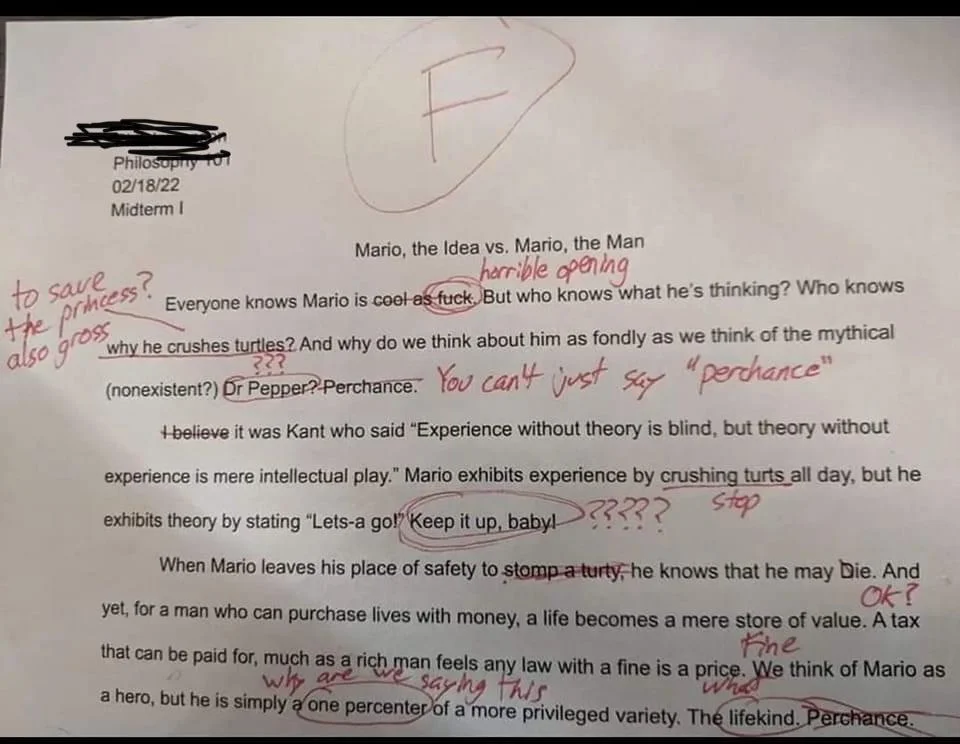 F
Philosophy 101
02/18/22
Midterm I
Mario, the Idea vs. Mario, the Man
horrible opening
to save
the princess?
also gross
Everyone knows Mario is cool as fuck. But who knows what he's thinking? Who knows
why he crushes turtles? And why do we think about him as fondly as we think of the mythical
???
(nonexistent?) Dr Pepper? Perchance. You can't just say "perchance"
I believe it was Kant who said “Experience without theory is blind, but theory without
experience is mere intellectual play.” Mario exhibits experience by crushing turts all day, but he
stop
exhibits theory by stating “Lets-a go!” Keep it up, baby! ?????
When Mario leaves his place of safety to stomp a turty, he knows that he may Die. And
OK?
yet, for a man who can purchase lives with money, a life becomes a mere store of value. A tax
fine
that can be paid for, much as a rich man feels any law with a fine is a price. We think of Mario as
why are we saying this
what
a hero, but he is simply a one percenter of a more privileged variety. The lifekind. Perchance.